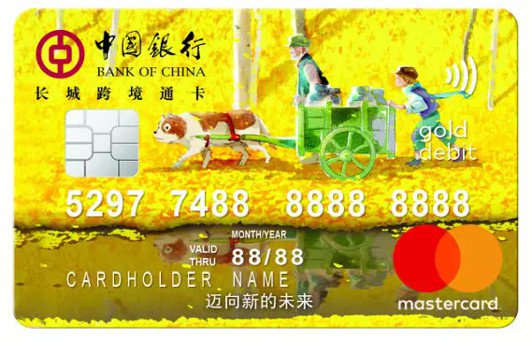 中国银行
BANK OF CHINA
长城跨境通卡
gold
debit
5297 7488 8888 8888
MONTH/YEAR
VALID
THRU 88/88
CARDHOLDER NAME
迈向新的未来
mastercard